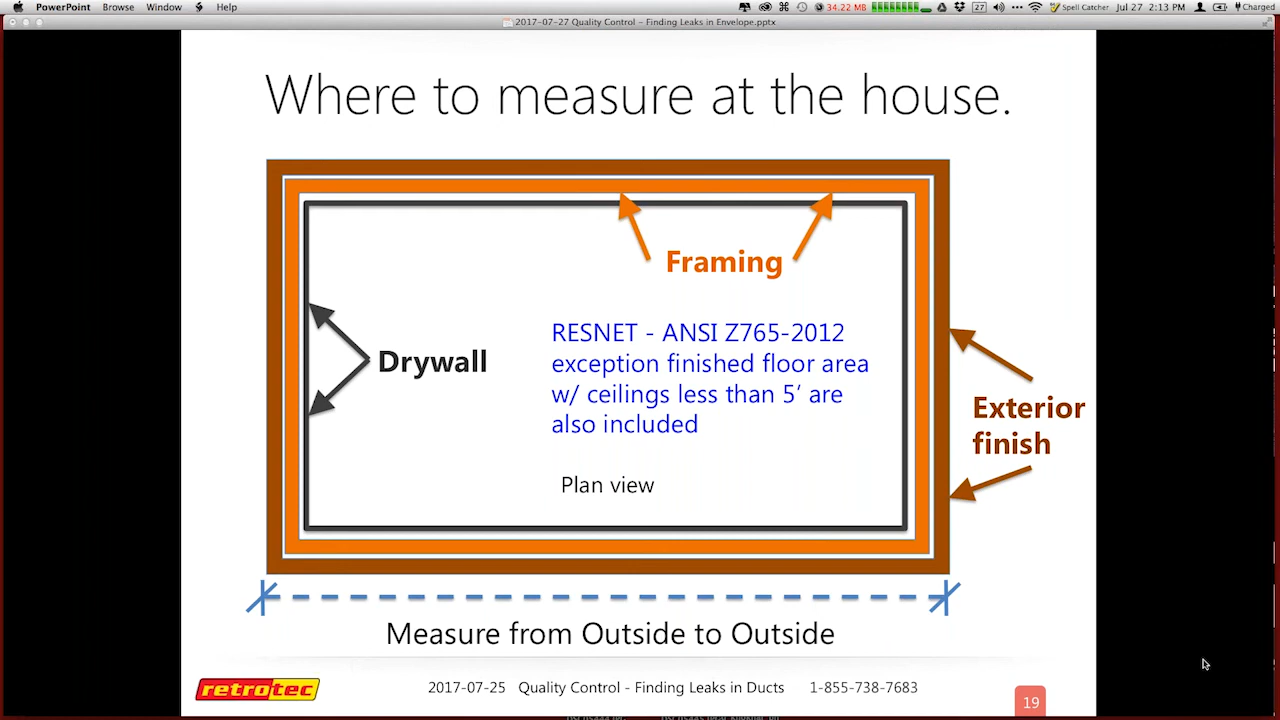 PowerPoint Browse Window Help 34.22 MB 27 Spell Catcher Jul 27 2:13 PM Charged
2017-07-27 Quality Control - Finding Leaks in Envelope.pptx
Where to measure at the house.
Framing
RESNET - ANSI Z765-2012
exception finished floor area
w/ ceilings less than 5’ are
also included
Drywall
Exterior
finish
Plan view
Measure from Outside to Outside
retrotec
2017-07-25 Quality Control - Finding Leaks in Ducts 1-855-738-7683
19